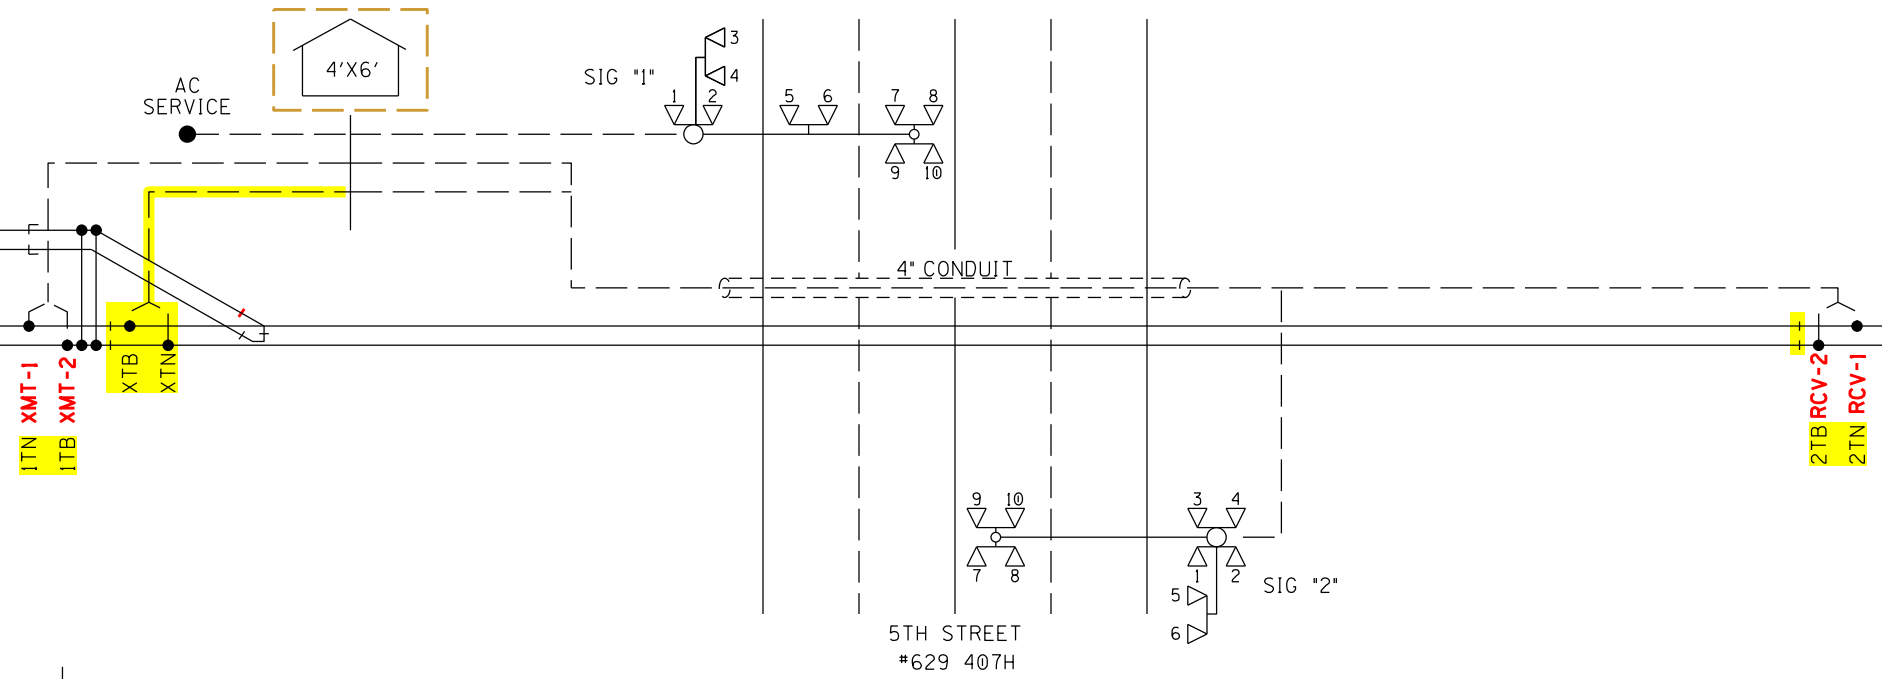 AC
SERVICE
4'X6'
SIG "1"
3
4
1 2
5 6
7 8
9 10
4" CONDUIT
XTB
XTN
XMT-1
XMT-2
1TN
1TB
RCV-2
RCV-1
2TB
2TN
9 10
7 8
3 4
1 2
5
6
SIG "2"
5TH STREET
#629 407H